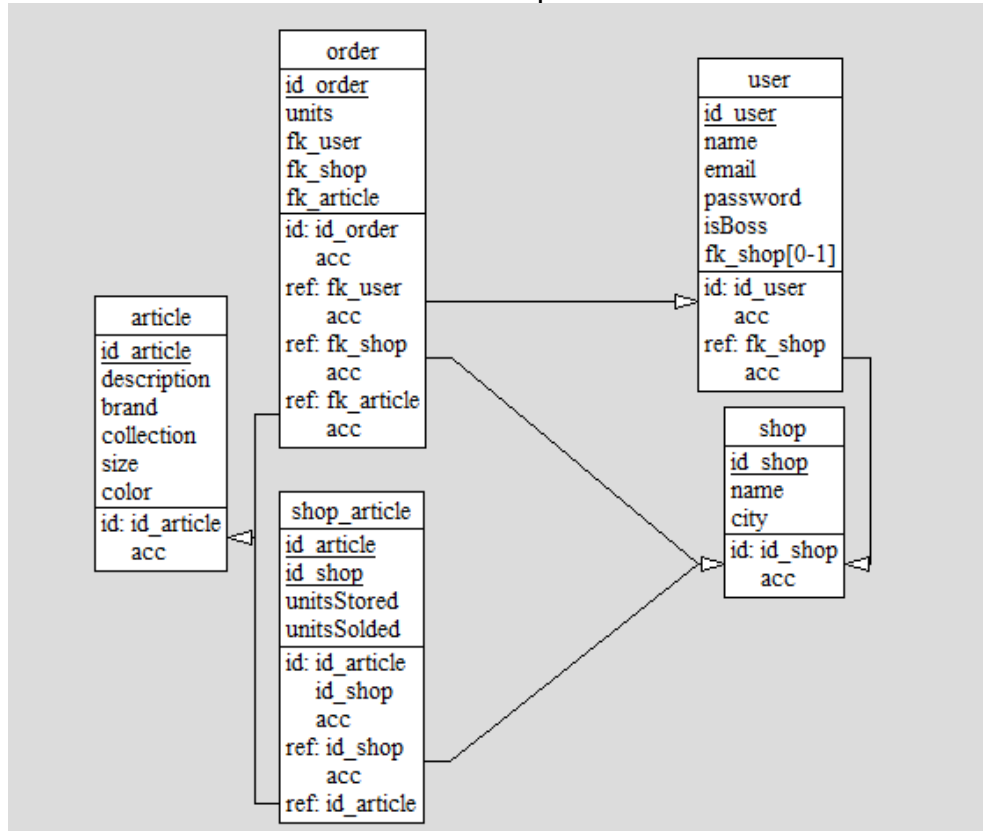 order
id_order
units
fk_user
fk_shop
fk_article
id: id_order
acc
ref: fk_user
acc
ref: fk_shop
acc
ref: fk_article
acc
user
id_user
name
email
password
isBoss
fk_shop[0-1]
id: id_user
acc
ref: fk_shop
acc
article
id_article
description
brand
collection
size
color
id: id_article
acc
shop_article
id_article
id_shop
unitsStored
unitsSolded
id: id_article
id_shop
acc
ref: id_shop
acc
ref: id_article
shop
id_shop
name
city
id: id_shop
acc